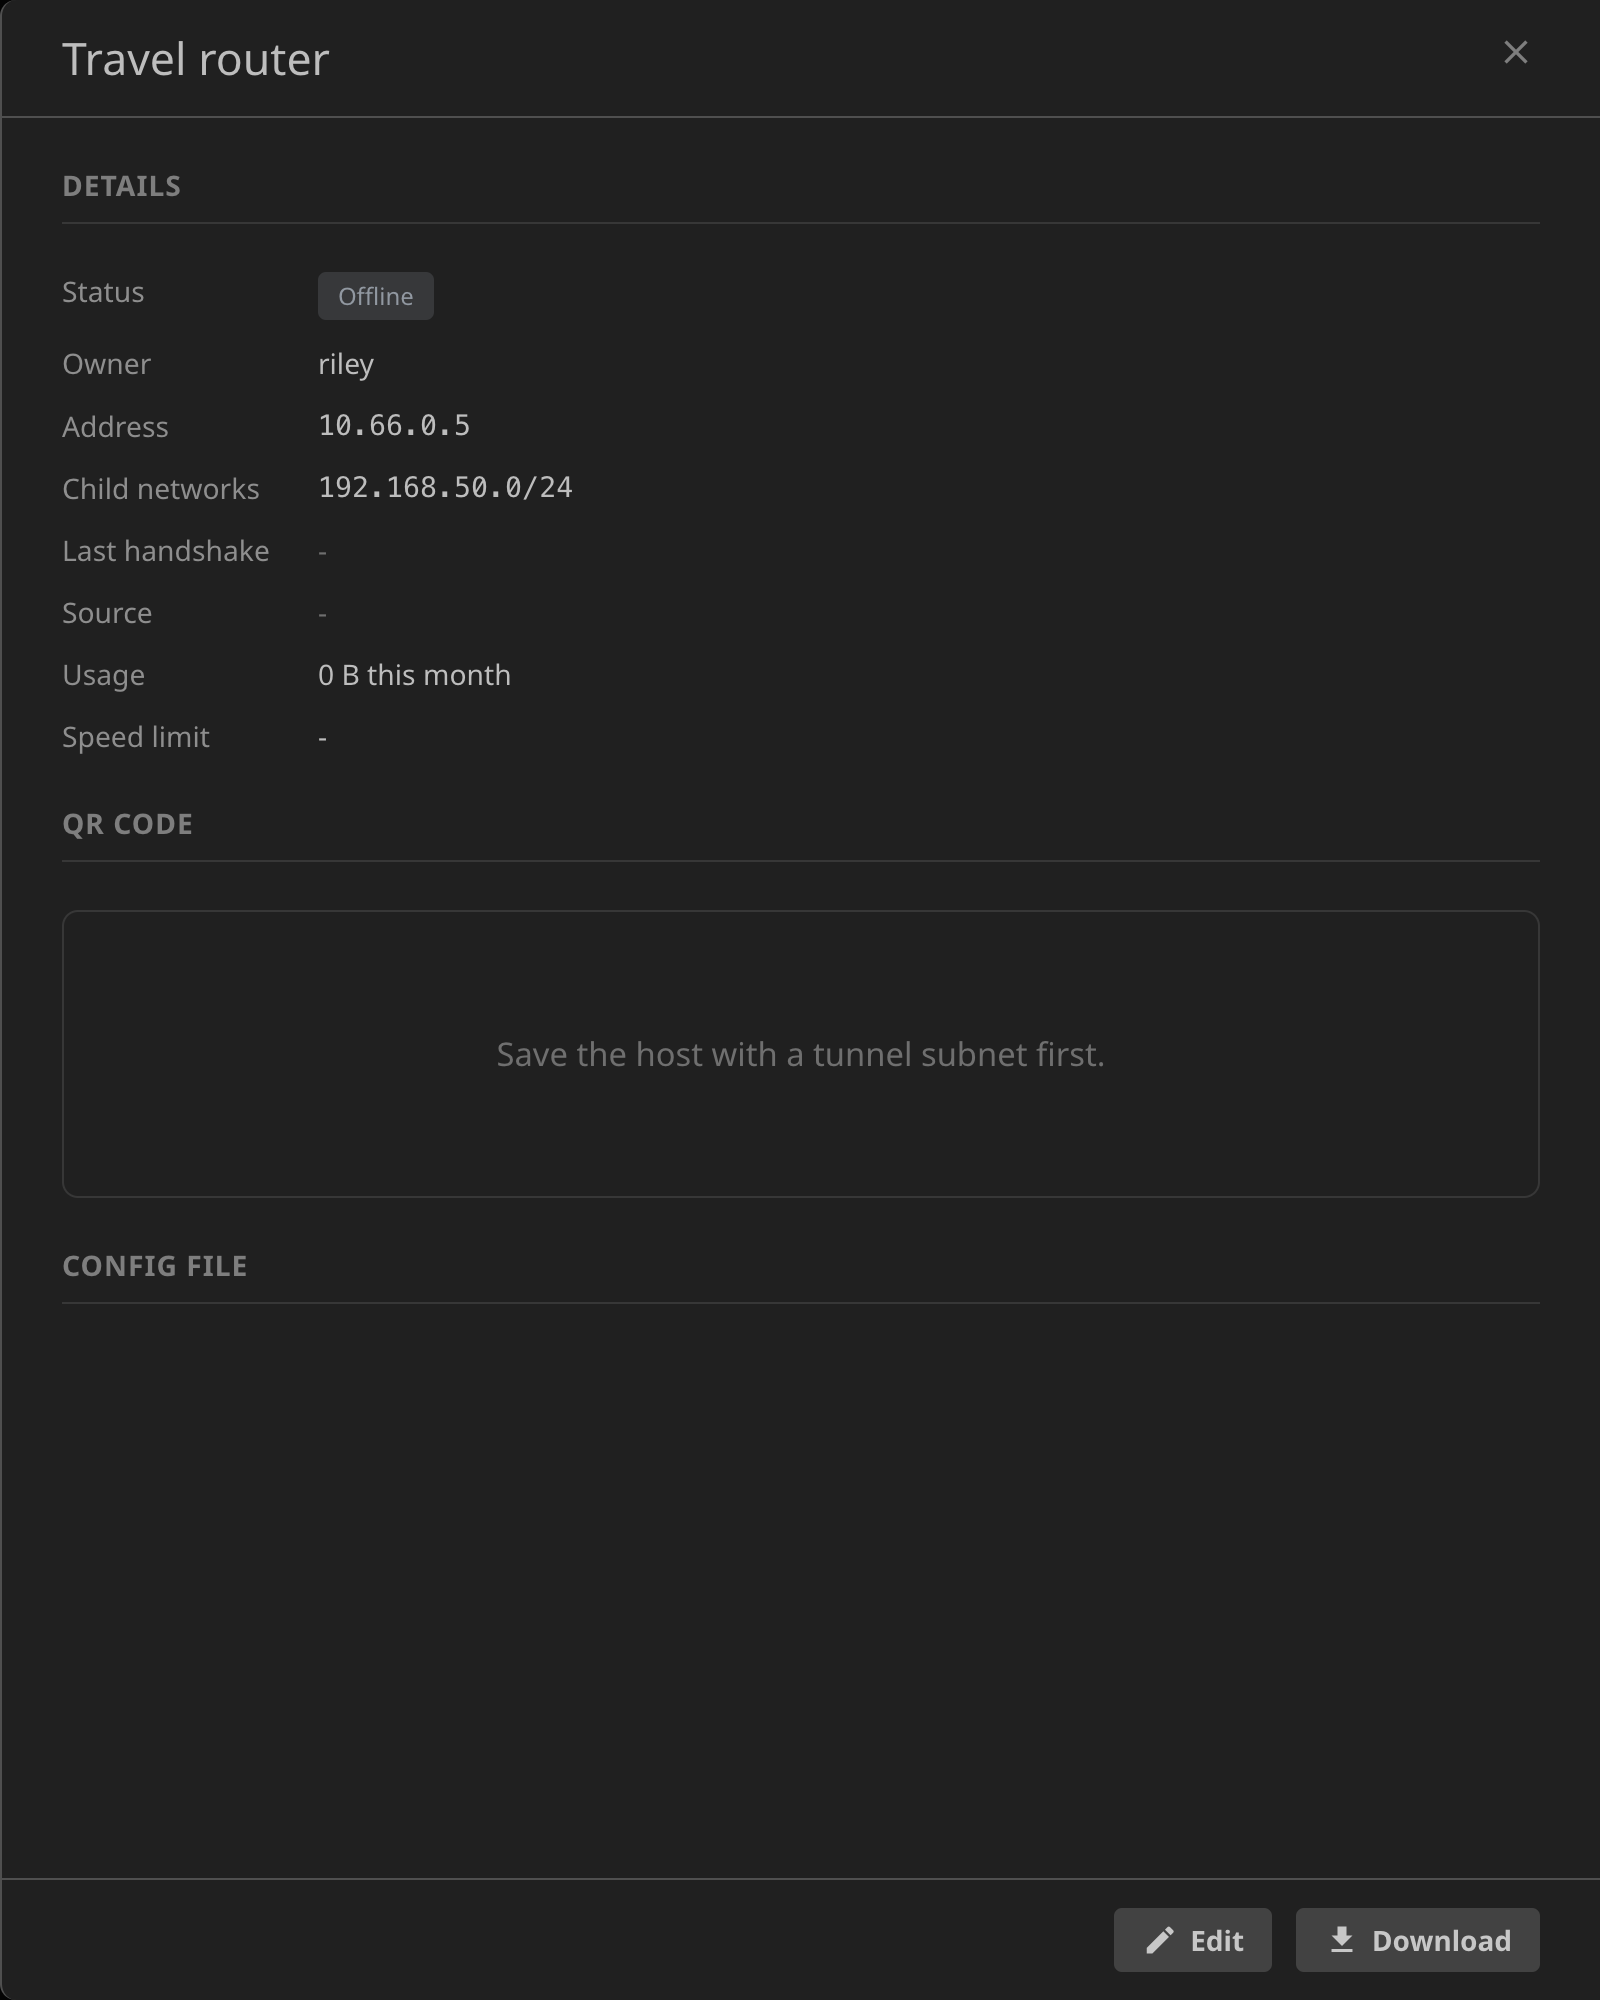 Travel router
DETAILS
Status Offline
Owner riley
Address 10.66.0.5
Child networks 192.168.50.0/24
Last handshake -
Source -
Usage 0 B this month
Speed limit -
QR CODE
Save the host with a tunnel subnet first.
CONFIG FILE
Edit Download